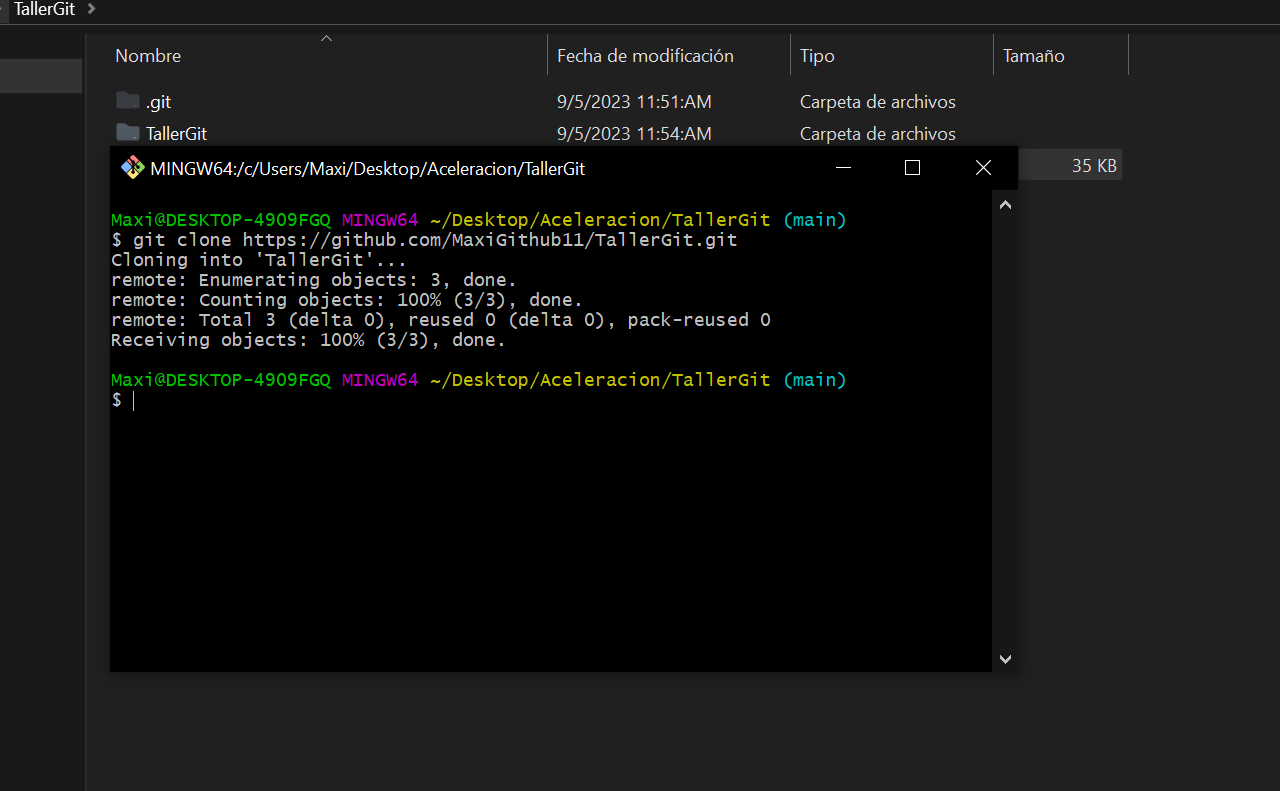 TallerGit
Nombre Fecha de modificación Tipo Tamaño
.git 9/5/2023 11:51:AM Carpeta de archivos
TallerGit 9/5/2023 11:54:AM Carpeta de archivos
35 KB
MINGW64:/c/Users/Maxi/Desktop/Aceleracion/TallerGit
Maxi@DESKTOP-4909FGQ MINGW64 ~/Desktop/Aceleracion/TallerGit (main)
$ git clone https://github.com/MaxiGithub11/TallerGit.git
Cloning into 'TallerGit'...
remote: Enumerating objects: 3, done.
remote: Counting objects: 100% (3/3), done.
remote: Total 3 (delta 0), reused 0 (delta 0), pack-reused 0
Receiving objects: 100% (3/3), done.
Maxi@DESKTOP-4909FGQ MINGW64 ~/Desktop/Aceleracion/TallerGit (main)
$